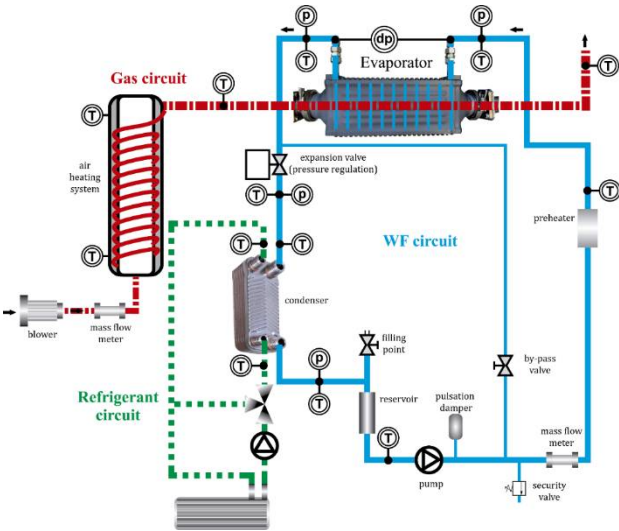 p
p
dp
T
T
Evaporator
Gas circuit
T
T
T
air
heating
system
expansion valve
(pressure regulation)
T
p
T
preheater
T
T
T
WF circuit
condenser
blower
mass flow
meter
filling
point
T
p
T
by-pass
valve
Refrigerant
circuit
reservoir
pulsation
damper
T
mass flow
meter
pump
security
valve